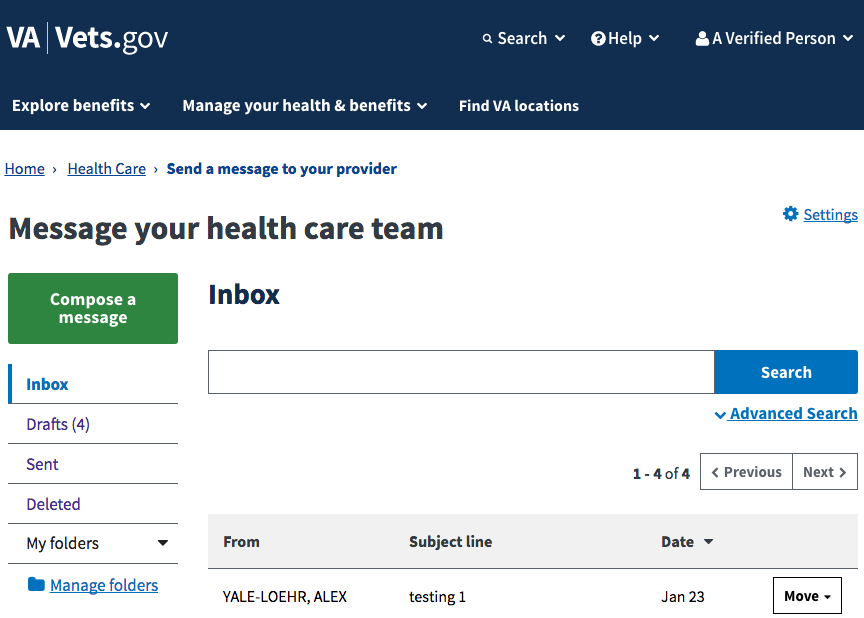 VA | Vets.gov
Search
Help
A Verified Person
Explore benefits
Manage your health & benefits
Find VA locations
Home › Health Care › Send a message to your provider
Message your health care team
Settings
Compose a
message
Inbox
Drafts (4)
Sent
Deleted
My folders
Manage folders
Inbox
Search
Advanced Search
1 - 4 of 4
Previous
Next
From Subject line Date
YALE-LOEHR, ALEX testing 1 Jan 23 Move